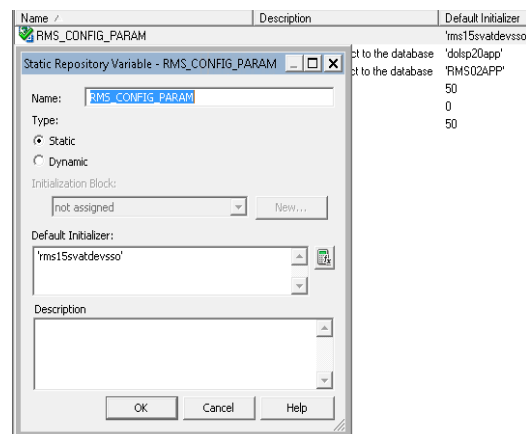 Name
Description
Default Initializer
RMS_CONFIG_PARAM
'rms15svatdevsso
ct to the database
'dolsp20app'
ct to the database
'RMS02APP'
50
0
50
Static Repository Variable - RMS_CONFIG_PARAM
Name:
RMS_CONFIG_PARAM
Type:
Static
Dynamic
Initialization Block:
not assigned
New...
Default Initializer:
'rms15svatdevsso'
Description
OK
Cancel
Help